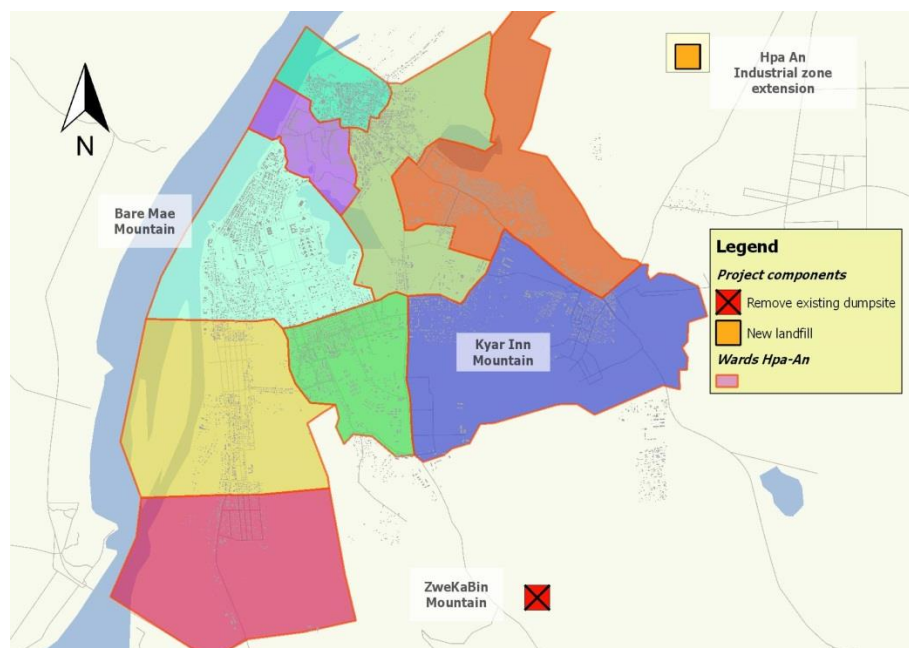 Hpa An
Industrial zone
extension
N
Bare Mae
Mountain
Legend
Project components
Remove existing dumpsite
New landfill
Wards Hpa-An
Kyar Inn
Mountain
ZweKaBin
Mountain